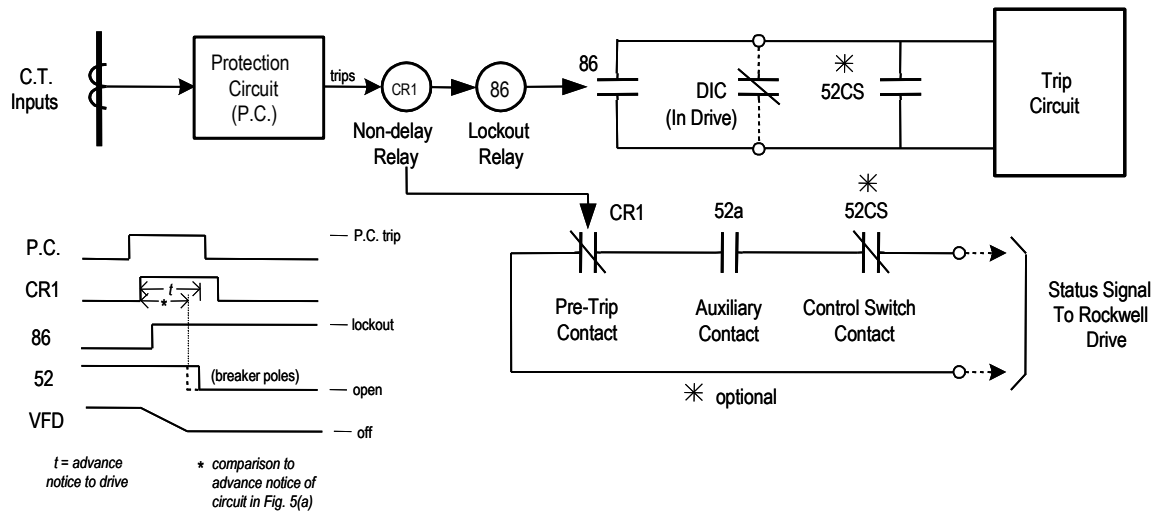 C.T.
Inputs
Protection
Circuit
(P.C.)
trips
CR1
Non-delay
Relay
86
Lockout
Relay
86
DIC
(In Drive)
52CS
Trip
Circuit
CR1
52a
52CS
Pre-Trip
Contact
Auxiliary
Contact
Control Switch
Contact
Status Signal
To Rockwell
Drive
optional
P.C.
P.C. trip
CR1
t
*
86
lockout
52
(breaker poles)
open
VFD
off
t = advance
notice to drive
* comparison to
advance notice of
circuit in Fig. 5(a)